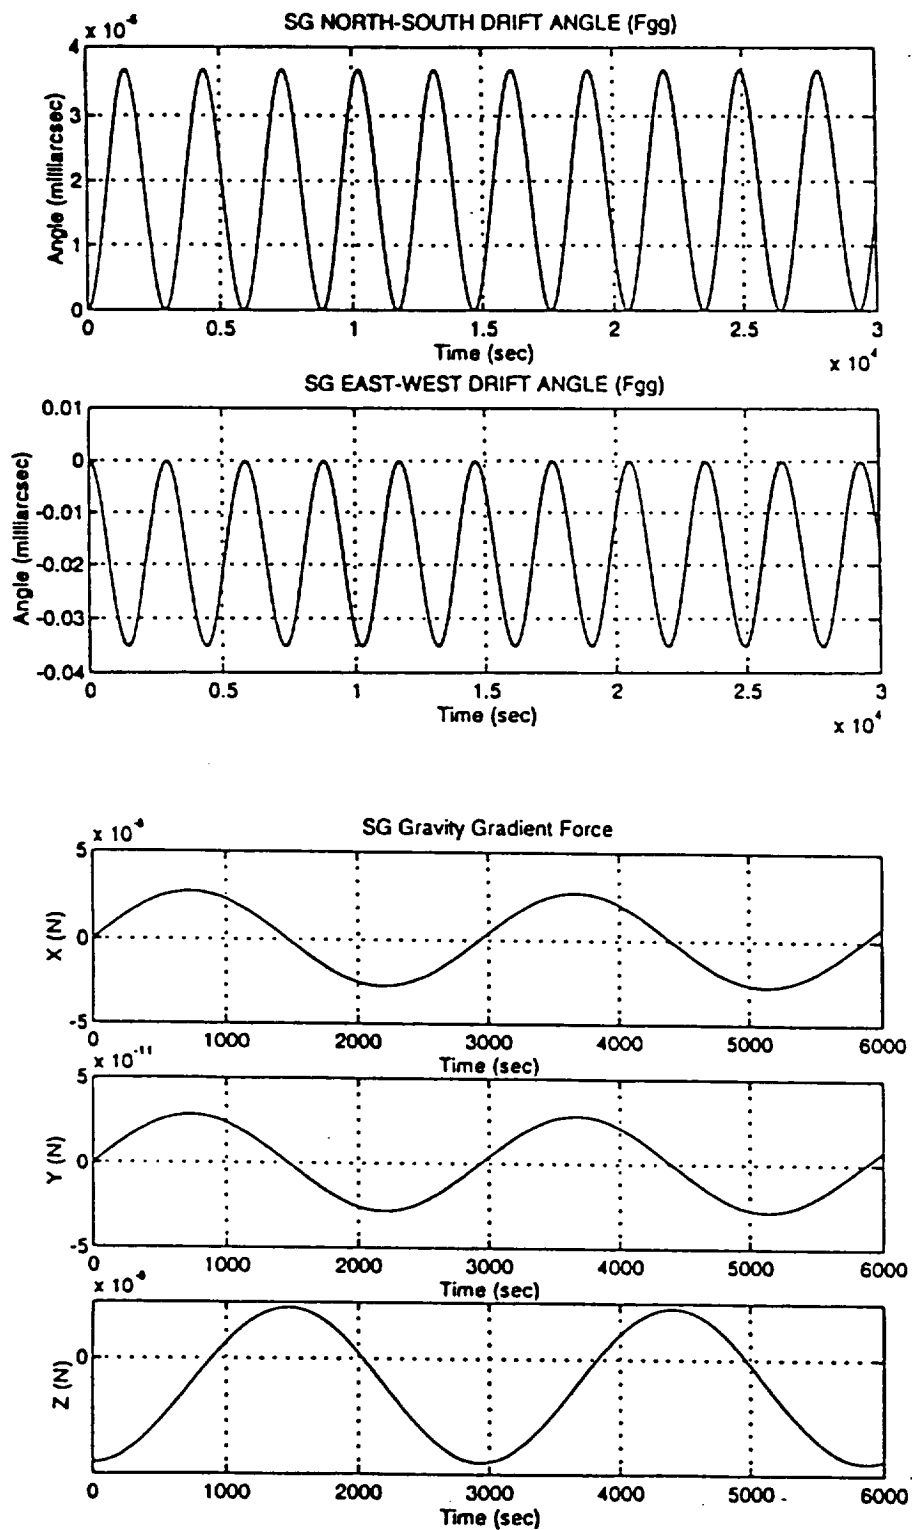 SG NORTH-SOUTH DRIFT ANGLE (Fgg)
x 10⁻⁶
Angle (milliarcsec)
4
3
2
1
0
0 0.5 1 1.5 2 2.5 3
Time (sec)
x 10⁴
SG EAST-WEST DRIFT ANGLE (Fgg)
Angle (milliarcsec)
0.01
0
-0.01
-0.02
-0.03
-0.04
0 0.5 1 1.5 2 2.5 3
Time (sec)
x 10⁴
SG Gravity Gradient Force
x 10
X (N)
5
0
-5
0 1000 2000 3000 4000 5000 6000
Time (sec)
x 10⁻¹¹
Y (N)
5
0
-5
0 1000 2000 3000 4000 5000 6000
Time (sec)
x 10
Z (N)
0
0 1000 2000 3000 4000 5000 6000
Time (sec)